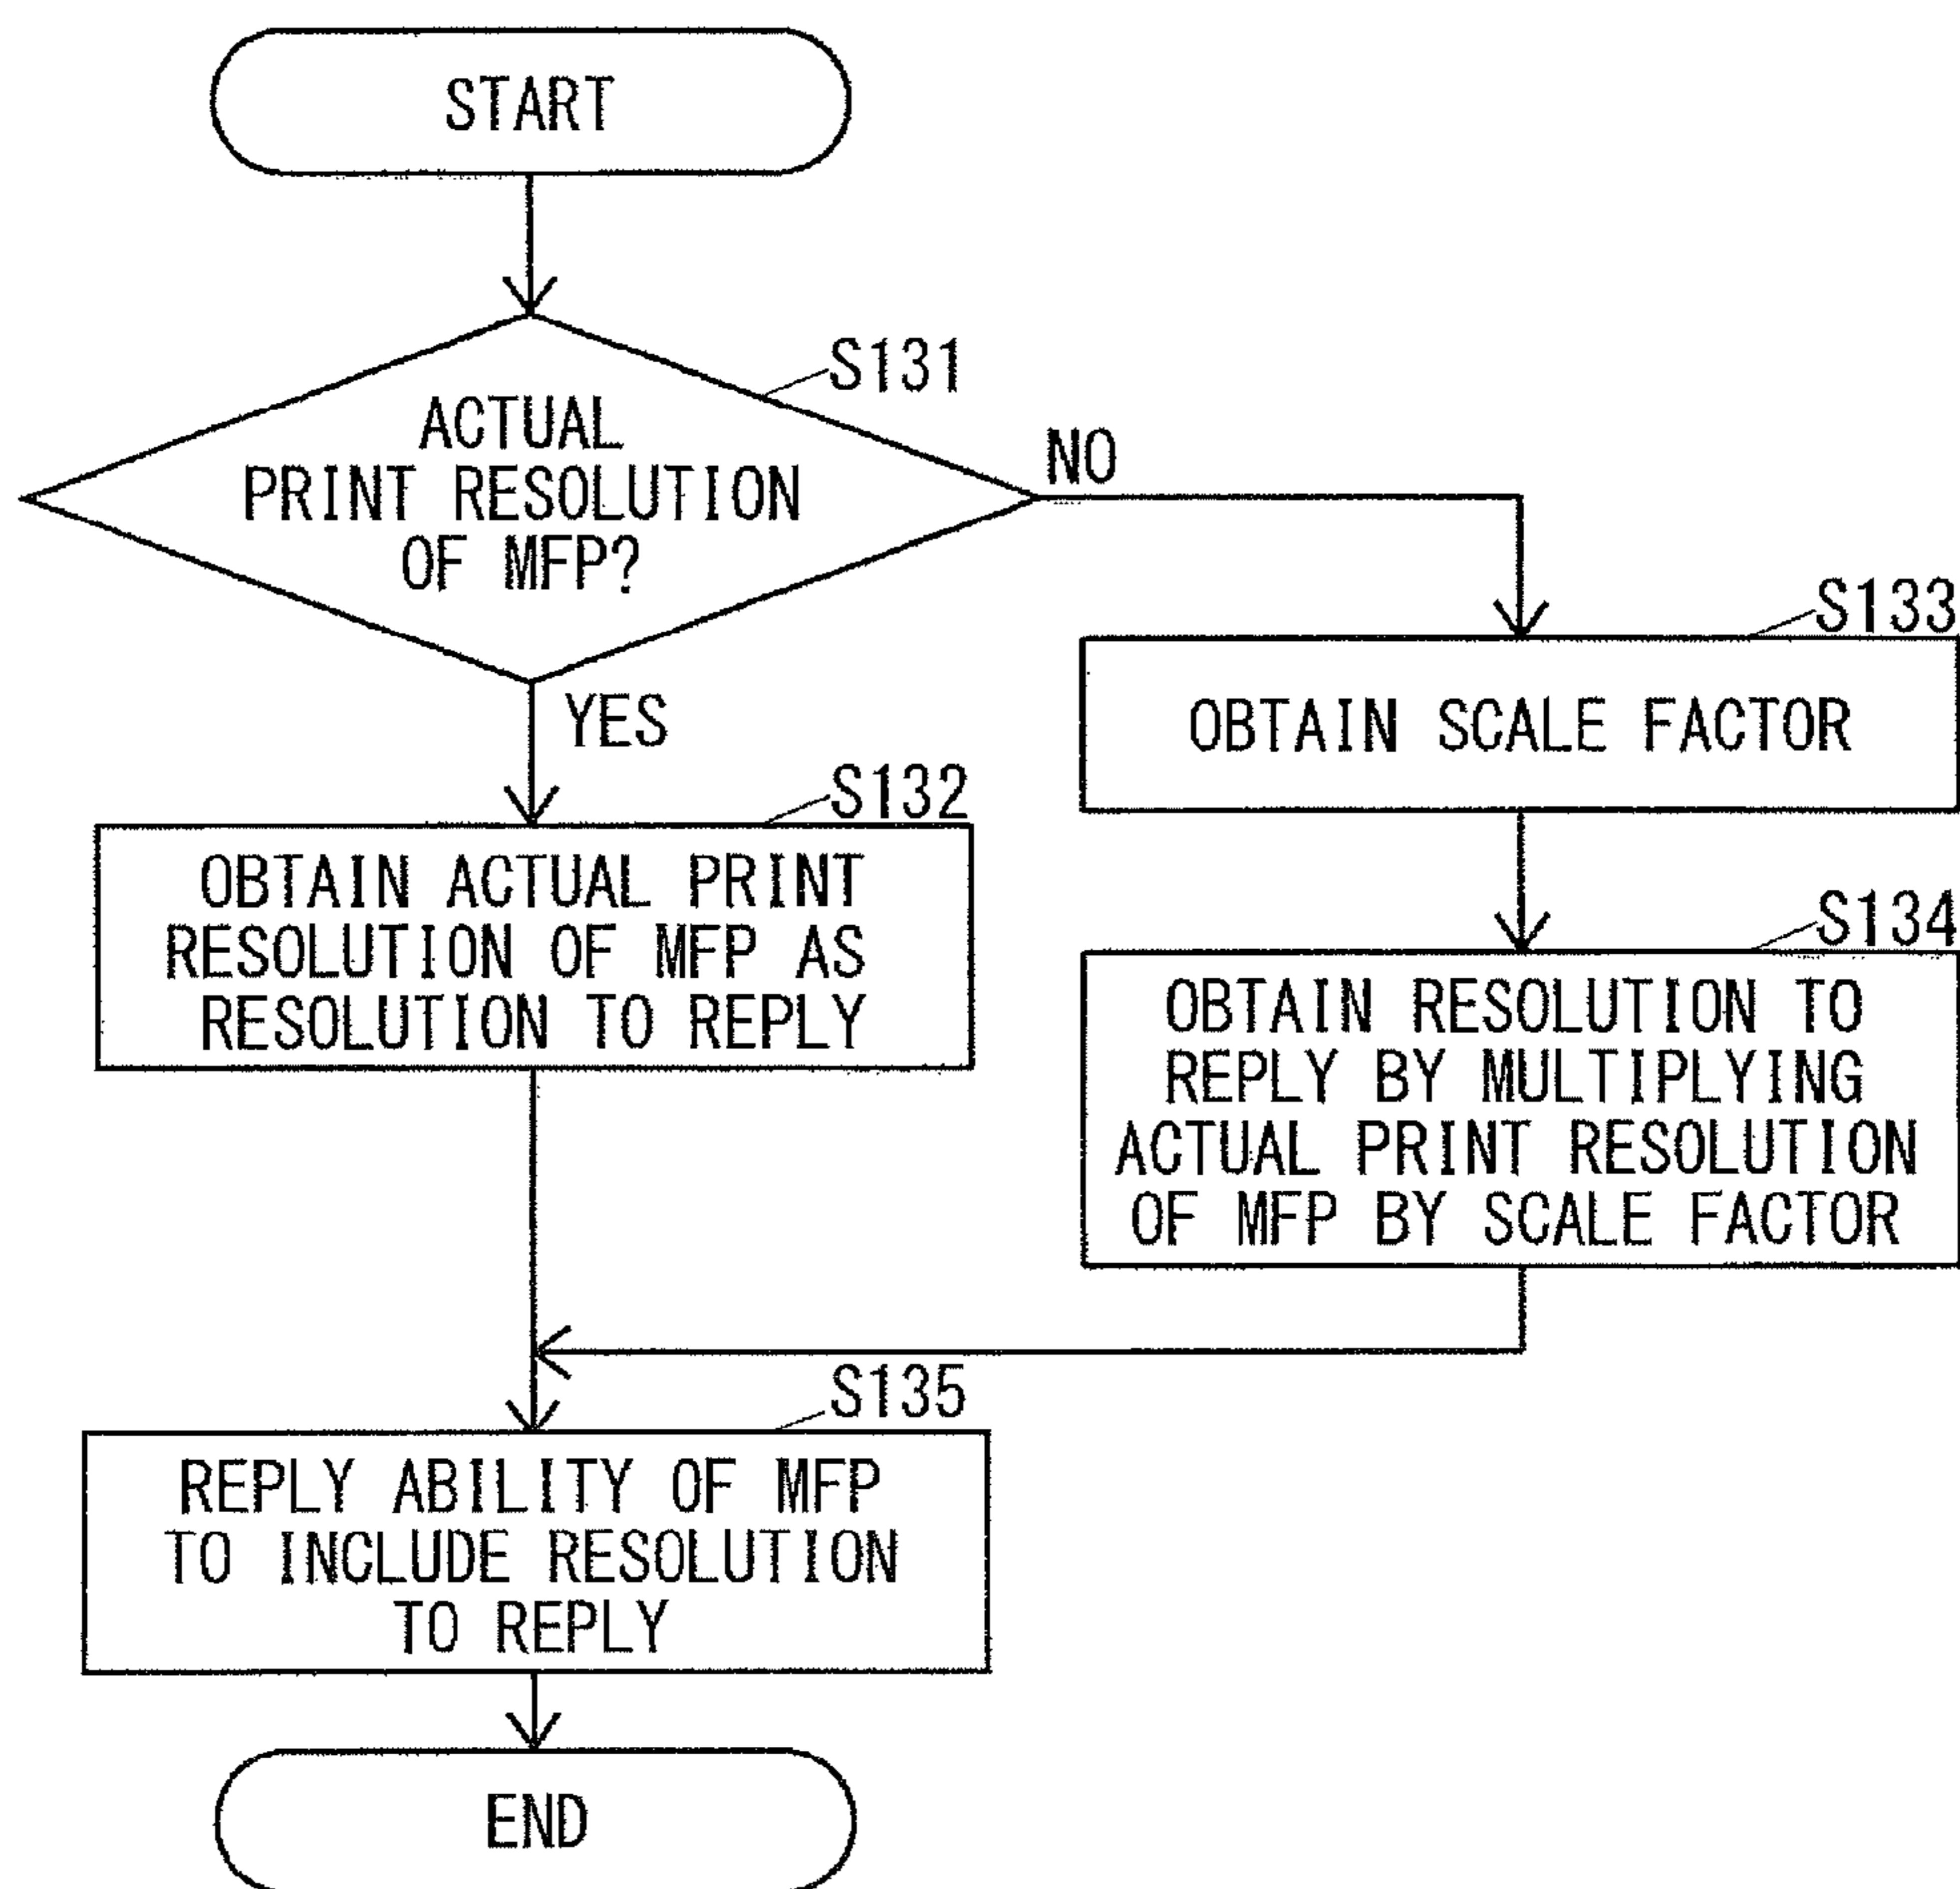 START
S131
ACTUAL
PRINT RESOLUTION
OF MFP?
NO
YES
S132
OBTAIN ACTUAL PRINT
RESOLUTION OF MFP AS
RESOLUTION TO REPLY
S133
OBTAIN SCALE FACTOR
S134
OBTAIN RESOLUTION TO
REPLY BY MULTIPLYING
ACTUAL PRINT RESOLUTION
OF MFP BY SCALE FACTOR
S135
REPLY ABILITY OF MFP
TO INCLUDE RESOLUTION
TO REPLY
END